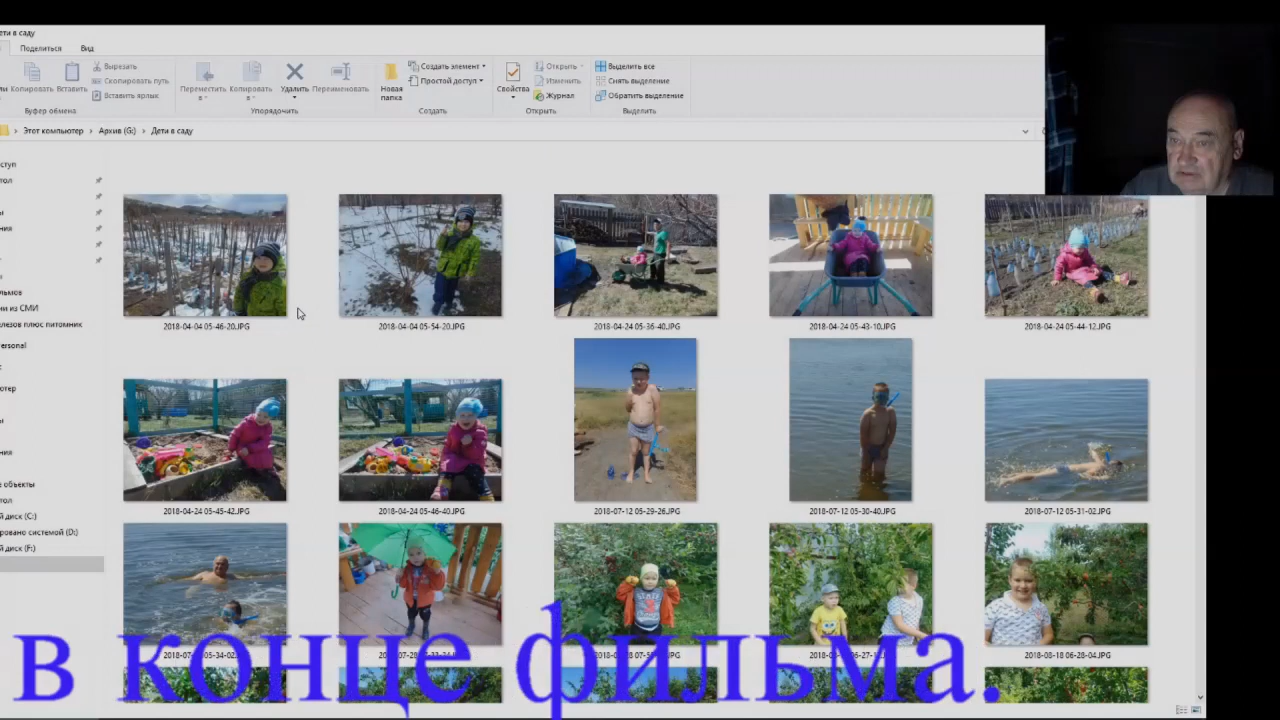 ети в саду
Поделиться Вид
Копировать Вставить
Вырезать
Скопировать путь
Вставить ярлык
Буфер обмена
Переместить в
Копировать в
Удалить
Переименовать
Упорядочить
Новая папка
Создать элемент
Простой доступ
Создать
Свойства
Открыть
Изменить
Журнал
Открыть
Выделить все
Снять выделение
Обратить выделение
Выделить
Этот компьютер > Архив (G:) > Дети в саду
ступ
тол
ния
льмов
ии из СМИ
елезов плюс питомник
ersonal
ютер
ния
е объекты
тол
й диск (C:)
ировано системой (D:)
й диск (F:)
2018-04-04 05-46-20.JPG
2018-04-04 05-54-20.JPG
2018-04-24 05-36-40.JPG
2018-04-24 05-43-10.JPG
2018-04-24 05-44-12.JPG
2018-04-24 05-45-42.JPG
2018-04-24 05-46-40.JPG
2018-07-12 05-29-26.JPG
2018-07-12 05-30-40.JPG
2018-07-12 05-31-02.JPG
2018-08-18 06-28-04.JPG
в конце фильма.